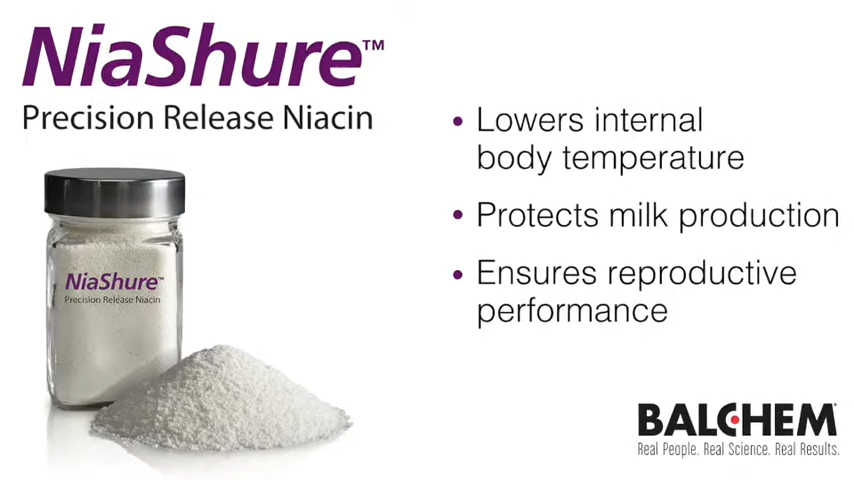 NiaShure™
Precision Release Niacin
NiaShure™
Precision Release Niacin
• Lowers internal
body temperature
• Protects milk production
• Ensures reproductive
performance
BALCHEM
Real People. Real Science. Real Results.